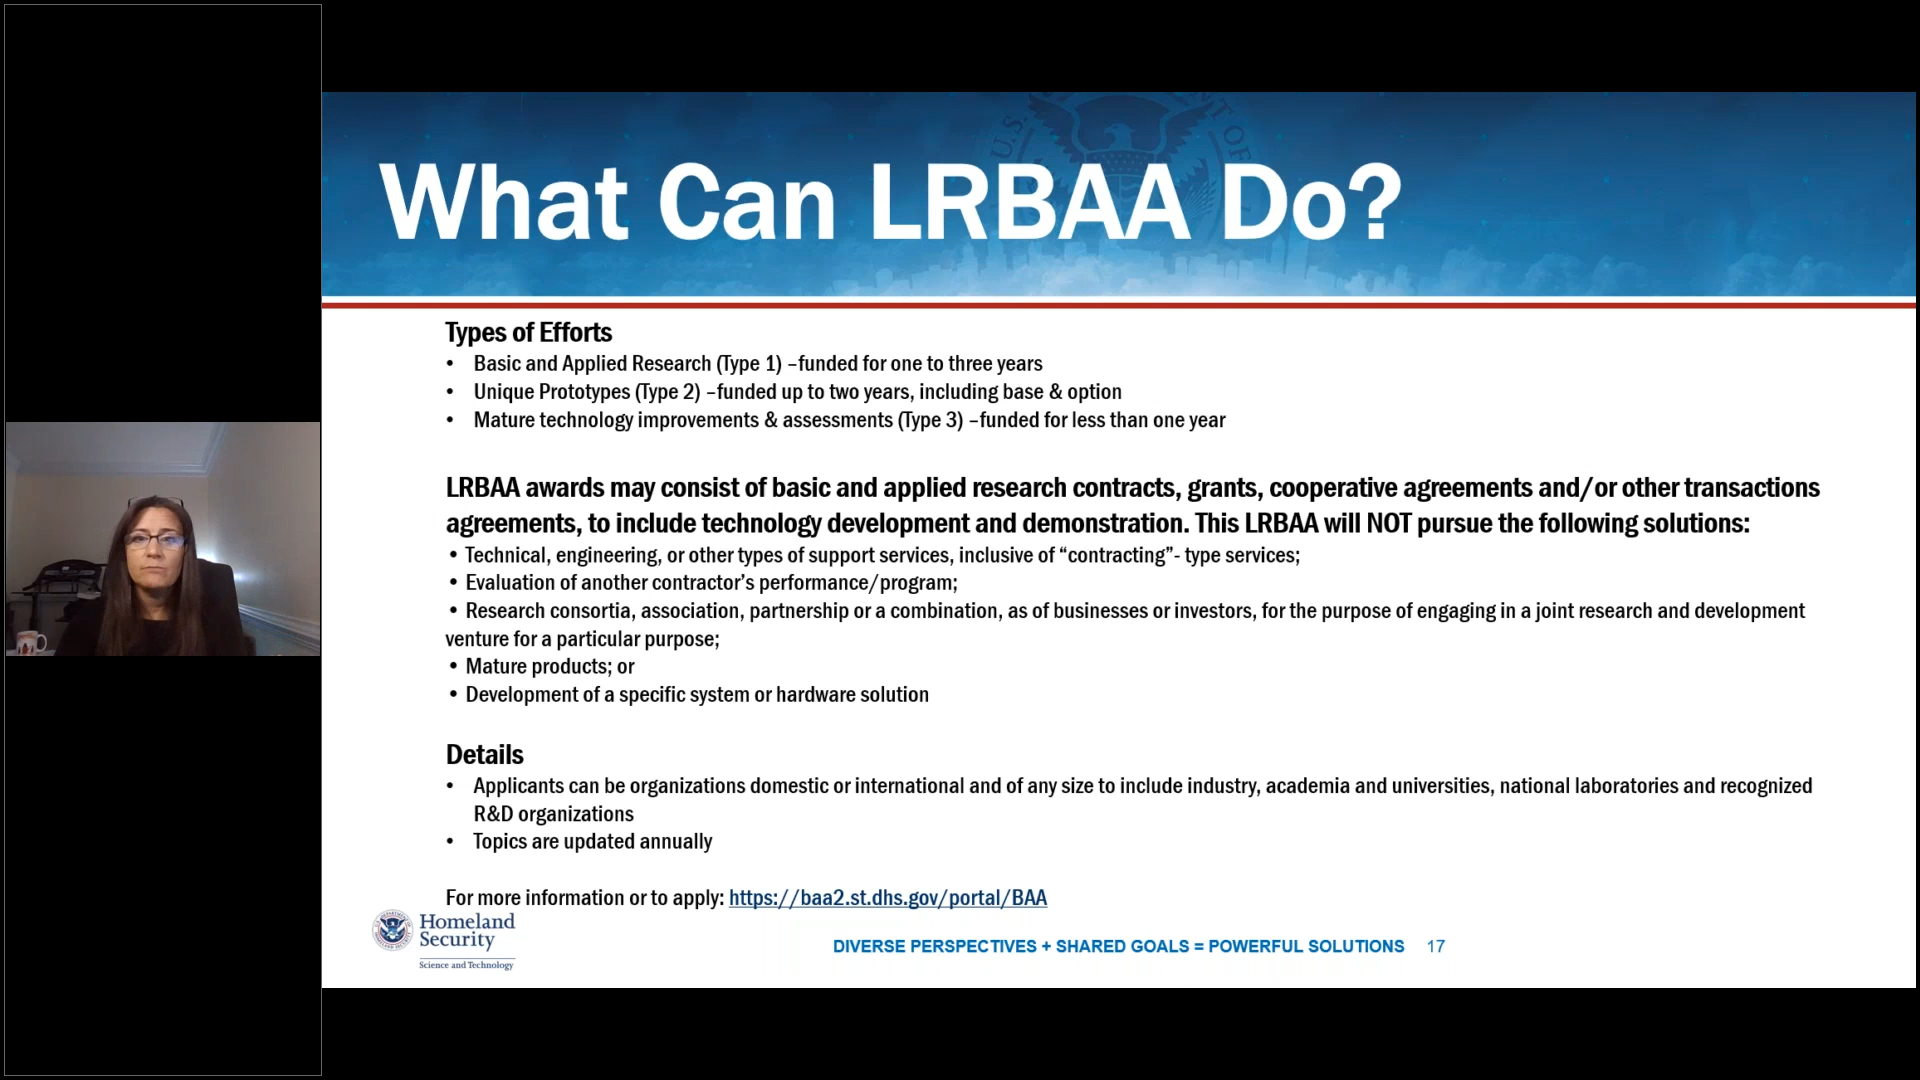 What Can LRBAA Do?
Types of Efforts
• Basic and Applied Research (Type 1) –funded for one to three years
• Unique Prototypes (Type 2) –funded up to two years, including base & option
• Mature technology improvements & assessments (Type 3) –funded for less than one year
LRBAA awards may consist of basic and applied research contracts, grants, cooperative agreements and/or other transactions
agreements, to include technology development and demonstration. This LRBAA will NOT pursue the following solutions:
• Technical, engineering, or other types of support services, inclusive of “contracting”- type services;
• Evaluation of another contractor’s performance/program;
• Research consortia, association, partnership or a combination, as of businesses or investors, for the purpose of engaging in a joint research and development
venture for a particular purpose;
• Mature products; or
• Development of a specific system or hardware solution
Details
• Applicants can be organizations domestic or international and of any size to include industry, academia and universities, national laboratories and recognized
R&D organizations
• Topics are updated annually
For more information or to apply: https://baa2.st.dhs.gov/portal/BAA
Homeland
Security
Science and Technology
DIVERSE PERSPECTIVES + SHARED GOALS = POWERFUL SOLUTIONS 17